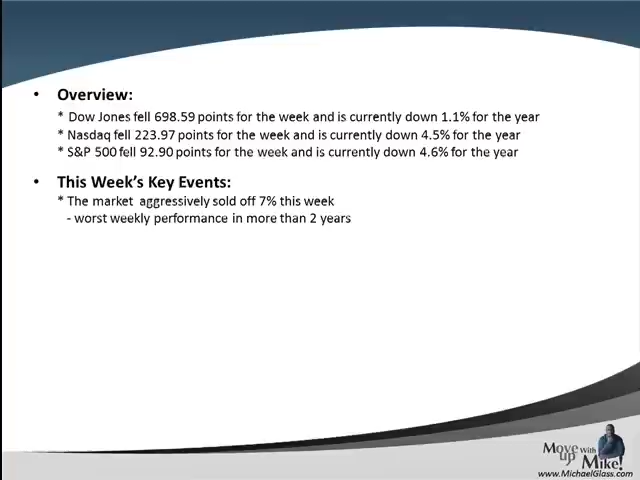 • Overview:
* Dow Jones fell 698.59 points for the week and is currently down 1.1% for the year
* Nasdaq fell 223.97 points for the week and is currently down 4.5% for the year
* S&P 500 fell 92.90 points for the week and is currently down 4.6% for the year
• This Week's Key Events:
* The market aggressively sold off 7% this week
- worst weekly performance in more than 2 years
Move up With Mike!
www.MichaelGlass.com